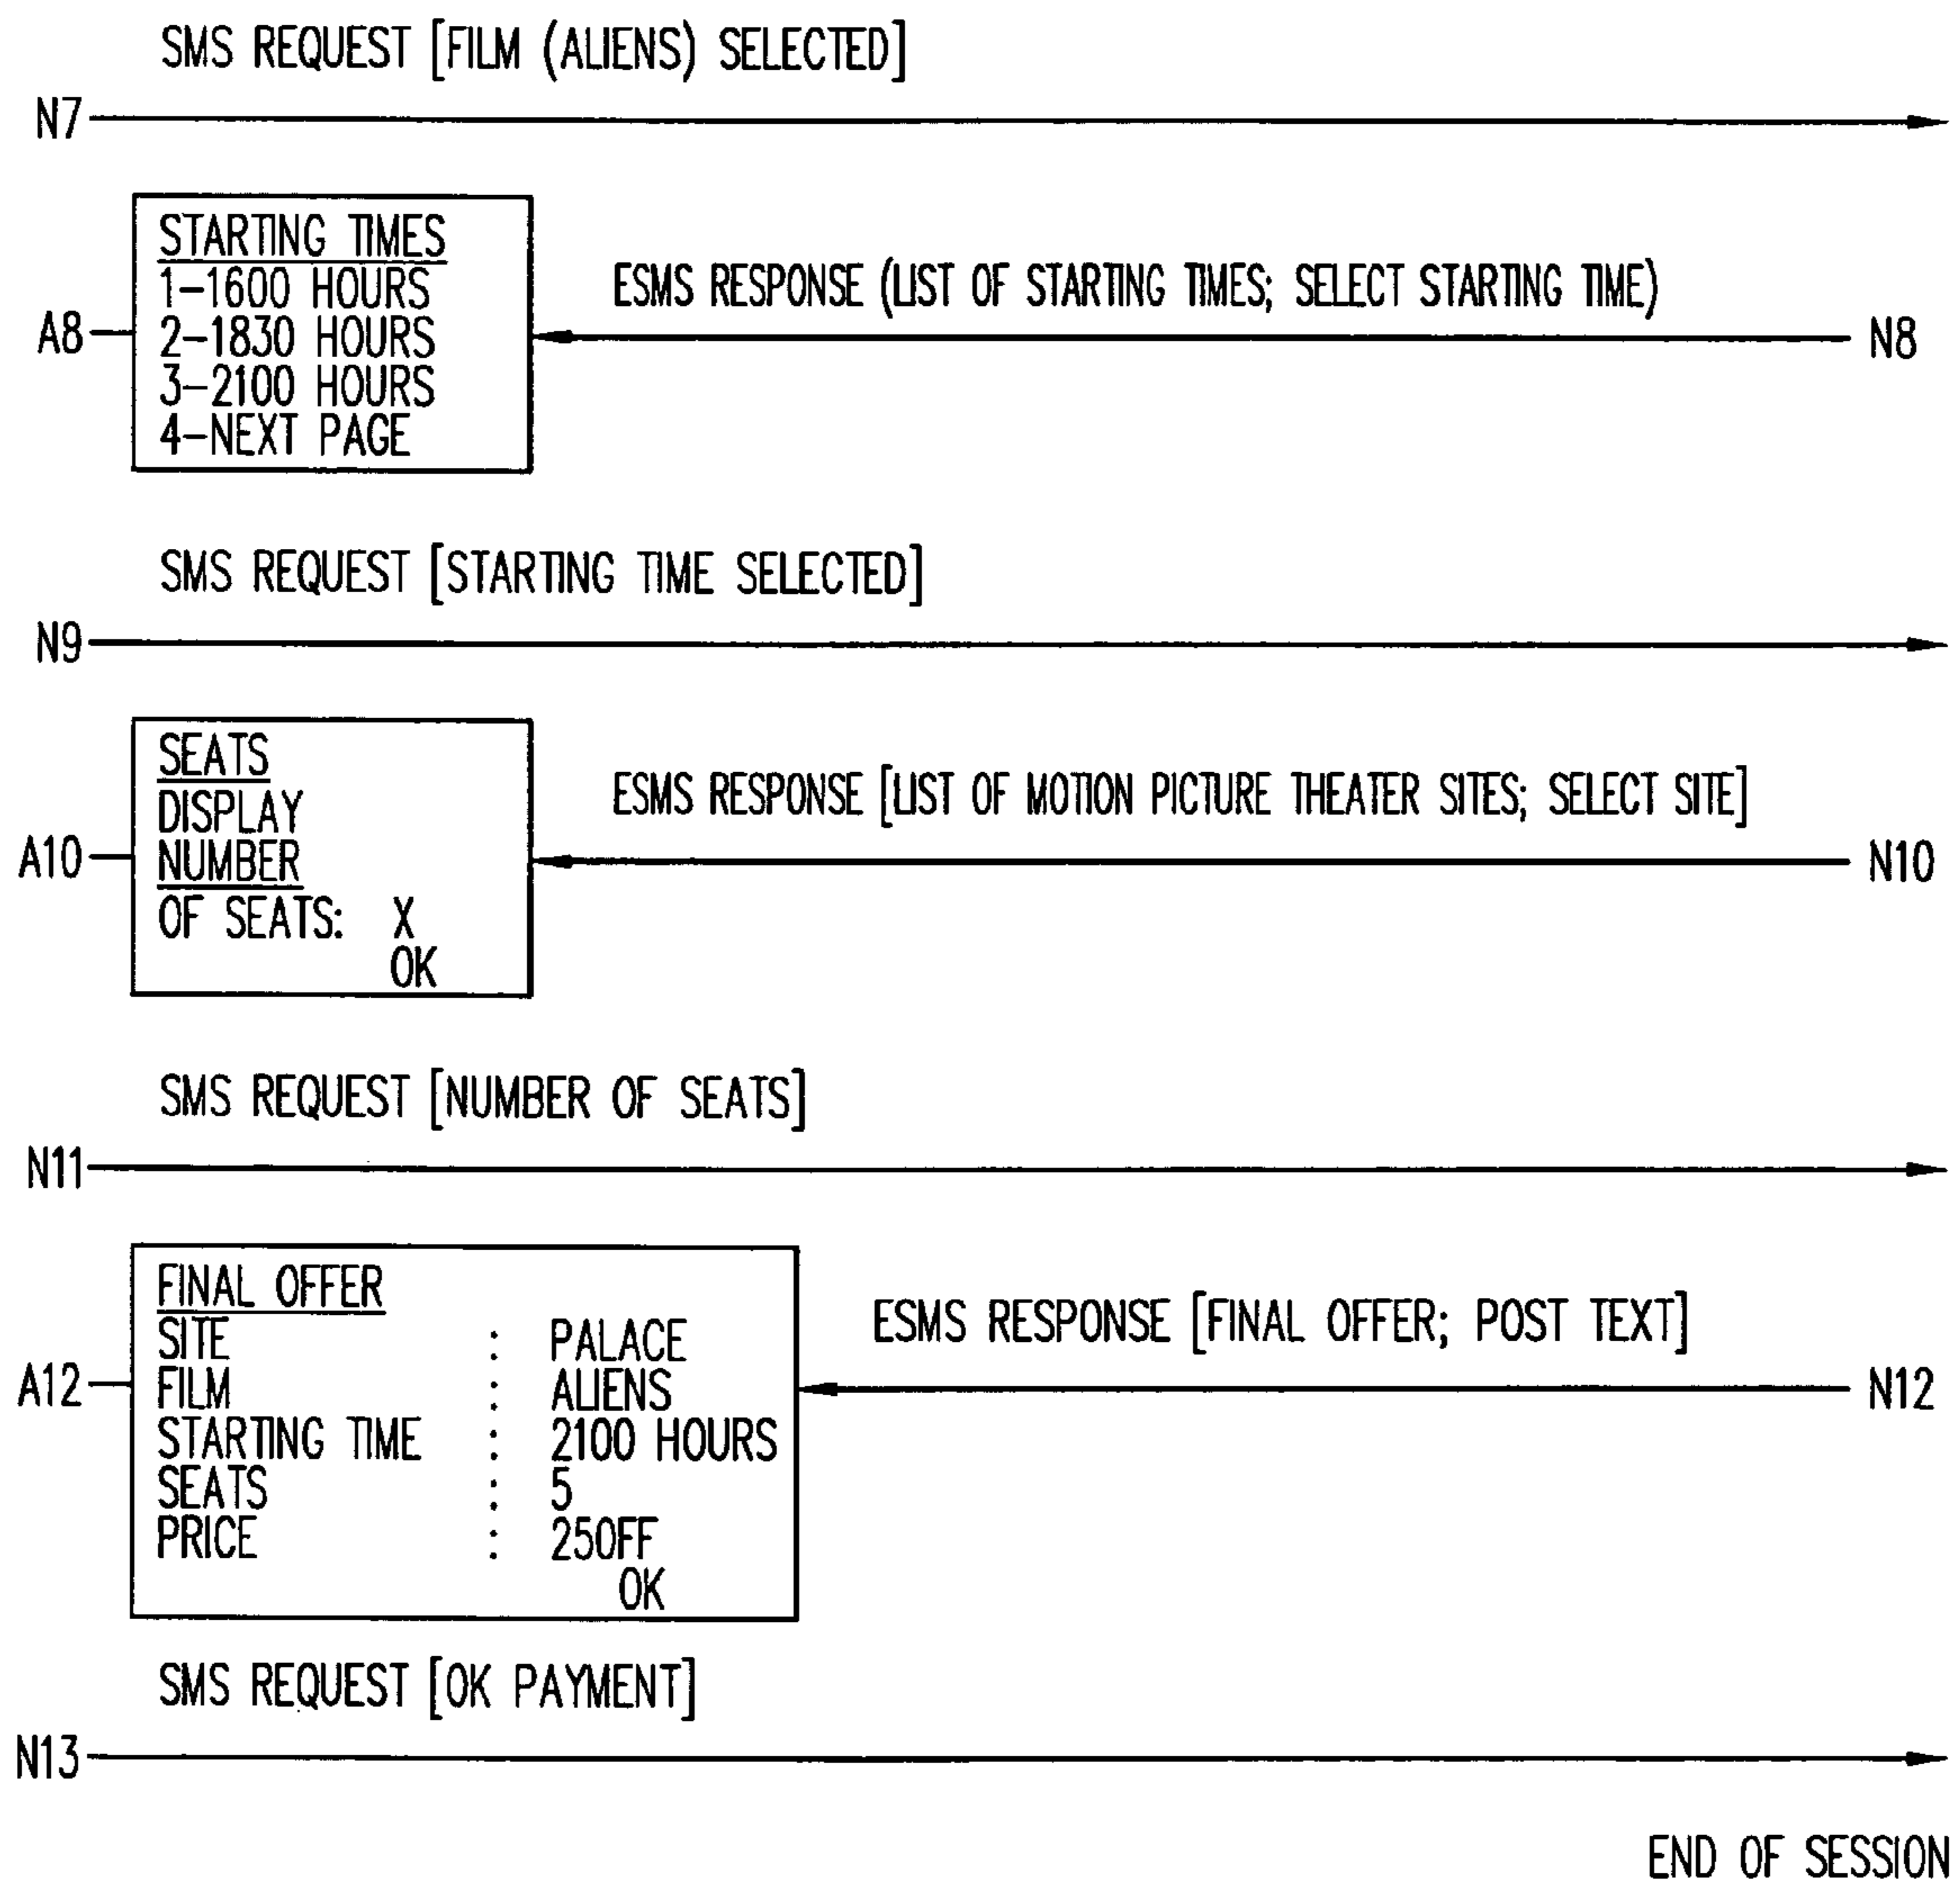 SMS REQUEST [FILM (ALIENS) SELECTED]
N7
STARTING TIMES
1-1600 HOURS
2-1830 HOURS
3-2100 HOURS
4-NEXT PAGE
A8
ESMS RESPONSE (LIST OF STARTING TIMES; SELECT STARTING TIME)
N8
SMS REQUEST [STARTING TIME SELECTED]
N9
SEATS
DISPLAY
NUMBER
OF SEATS: X
OK
A10
ESMS RESPONSE [LIST OF MOTION PICTURE THEATER SITES; SELECT SITE]
N10
SMS REQUEST [NUMBER OF SEATS]
N11
FINAL OFFER
SITE : PALACE
FILM : ALIENS
STARTING TIME : 2100 HOURS
SEATS : 5
PRICE : 250FF
OK
A12
ESMS RESPONSE [FINAL OFFER; POST TEXT]
N12
SMS REQUEST [OK PAYMENT]
N13
END OF SESSION